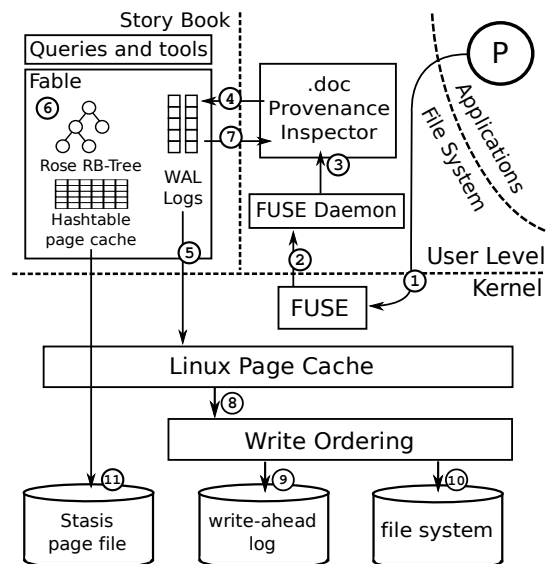 Story Book
Queries and tools
Fable
6
Rose RB-Tree
Hashtable
page cache
WAL
Logs
4
7
5
.doc
Provenance
Inspector
3
FUSE Daemon
2
FUSE
P
Applications
File System
1
User Level
Kernel
Linux Page Cache
8
Write Ordering
11
9
10
Stasis
page file
write-ahead
log
file system